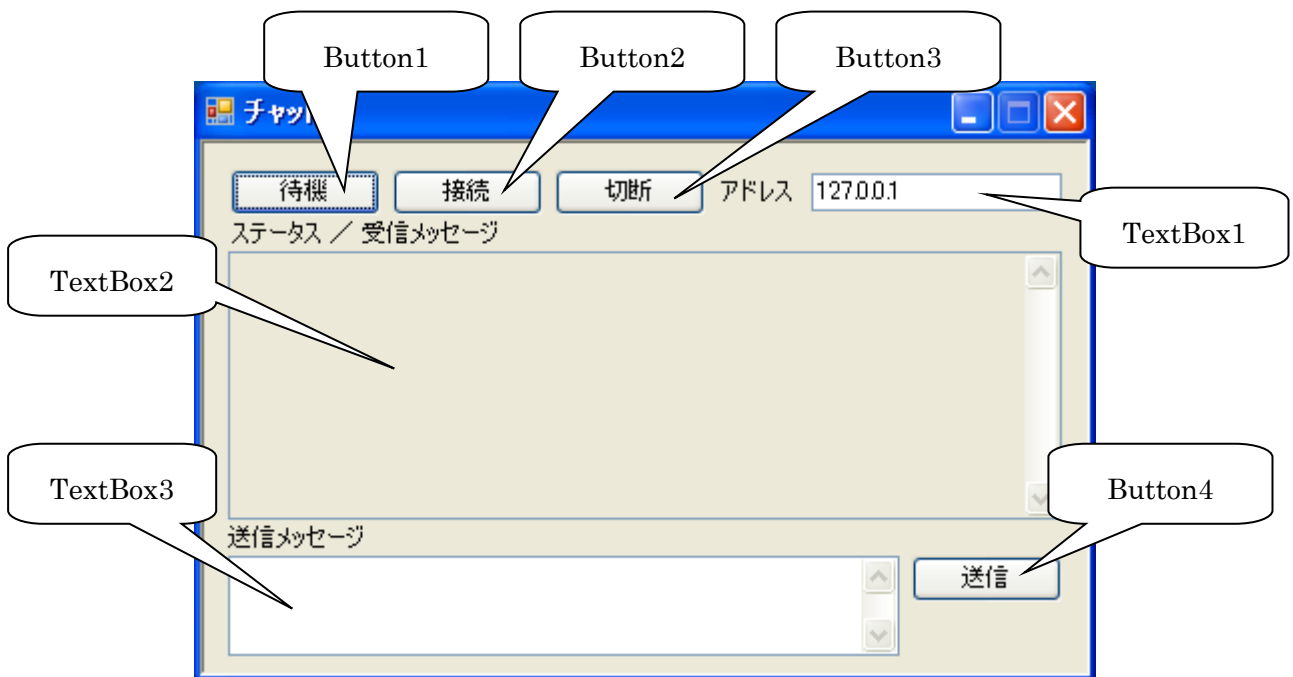 Button1
Button2
Button3
チャッ
待機
接続
切断
アドレス
127.0.0.1
TextBox1
ステータス ／ 受信メッセージ
TextBox2
TextBox3
Button4
送信メッセージ
送信